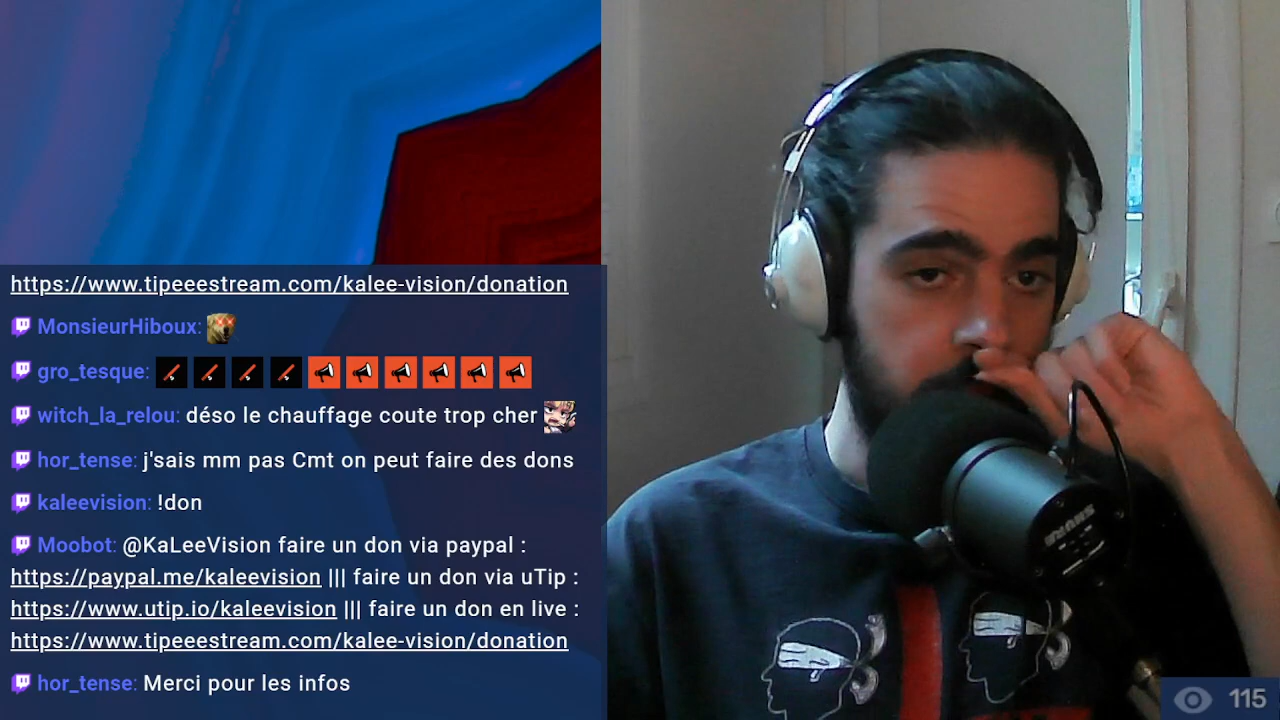 https://www.tipeeestream.com/kalee-vision/donation
MonsieurHiboux:
gro_tesque:
witch_la_relou: déso le chauffage coute trop cher
hor_tense: j'sais mm pas Cmt on peut faire des dons
kaleevision: !don
Moobot: @KaLeeVision faire un don via paypal :
https://paypal.me/kaleevision ||| faire un don via uTip :
https://www.utip.io/kaleevision ||| faire un don en live :
https://www.tipeeestream.com/kalee-vision/donation
hor_tense: Merci pour les infos
115